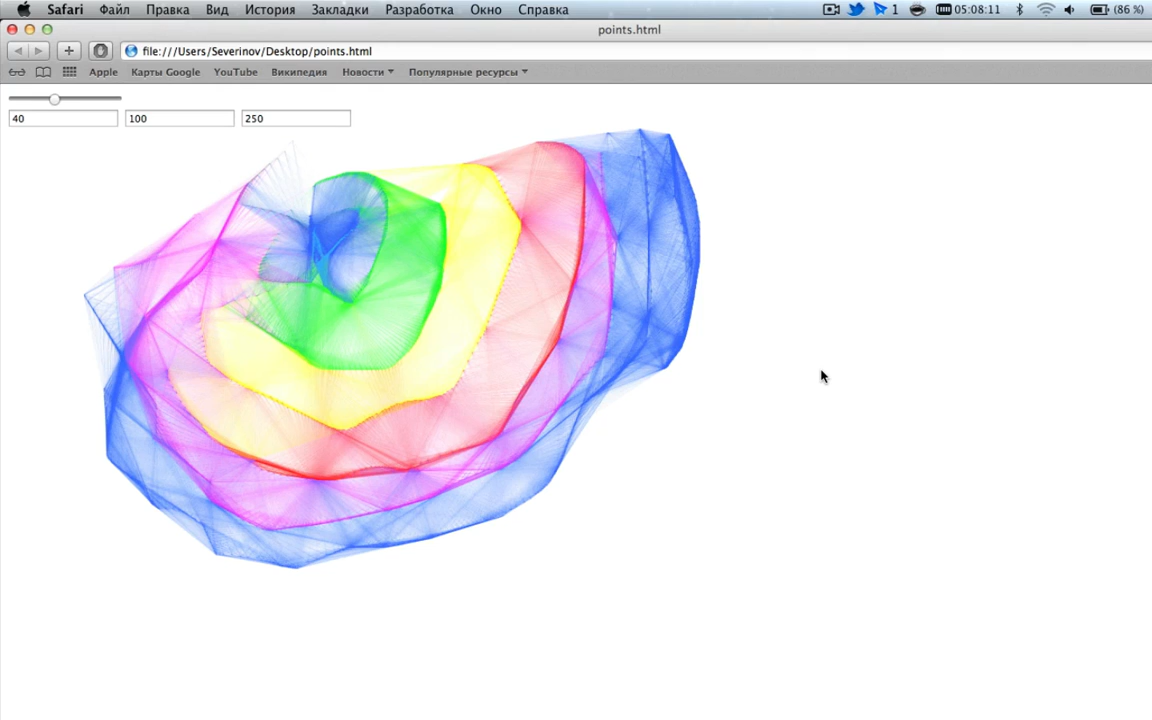 Safari Файл Правка Вид История Закладки Разработка Окно Справка 1 05:08:11 (86 %)
points.html
file:///Users/Severinov/Desktop/points.html
Apple Карты Google YouTube Википедия Новости Популярные ресурсы
40 100 250